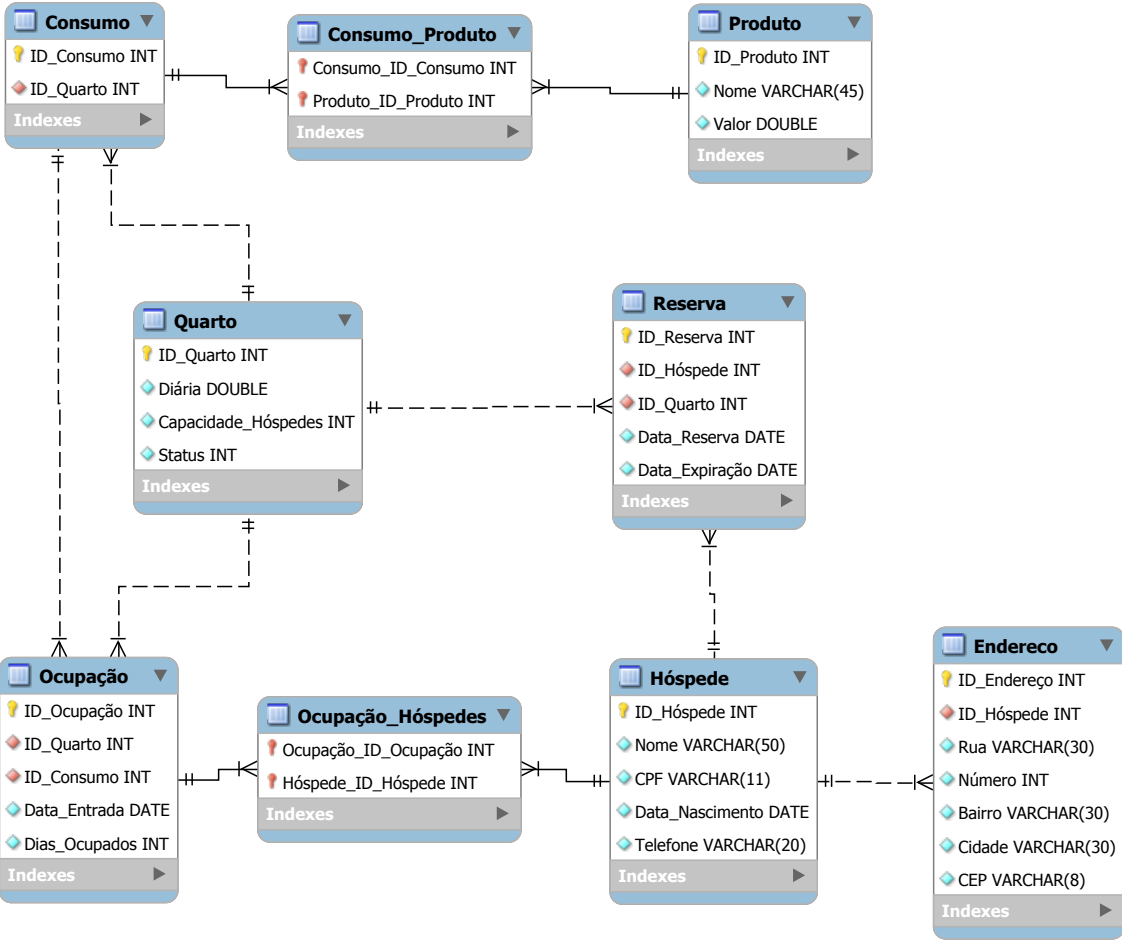 Consumo
ID_Consumo INT
ID_Quarto INT
Indexes
Consumo_Produto
Consumo_ID_Consumo INT
Produto_ID_Produto INT
Indexes
Produto
ID_Produto INT
Nome VARCHAR(45)
Valor DOUBLE
Indexes
Quarto
ID_Quarto INT
Diária DOUBLE
Capacidade_Hóspedes INT
Status INT
Indexes
Reserva
ID_Reserva INT
ID_Hóspede INT
ID_Quarto INT
Data_Reserva DATE
Data_Expiração DATE
Indexes
Ocupação
ID_Ocupação INT
ID_Quarto INT
ID_Consumo INT
Data_Entrada DATE
Dias_Ocupados INT
Indexes
Ocupação_Hóspedes
Ocupação_ID_Ocupação INT
Hóspede_ID_Hóspede INT
Indexes
Hóspede
ID_Hóspede INT
Nome VARCHAR(50)
CPF VARCHAR(11)
Data_Nascimento DATE
Telefone VARCHAR(20)
Indexes
Endereco
ID_Endereço INT
ID_Hóspede INT
Rua VARCHAR(30)
Número INT
Bairro VARCHAR(30)
Cidade VARCHAR(30)
CEP VARCHAR(8)
Indexes